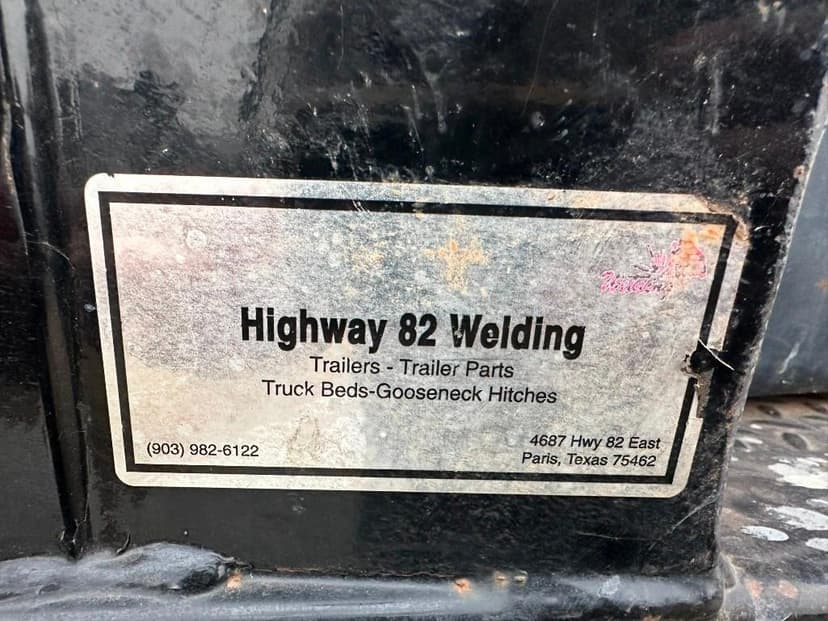 Highway 82 Welding
Trailers - Trailer Parts
Truck Beds-Gooseneck Hitches
(903) 982-6122
4687 Hwy 82 East
Paris, Texas 75462